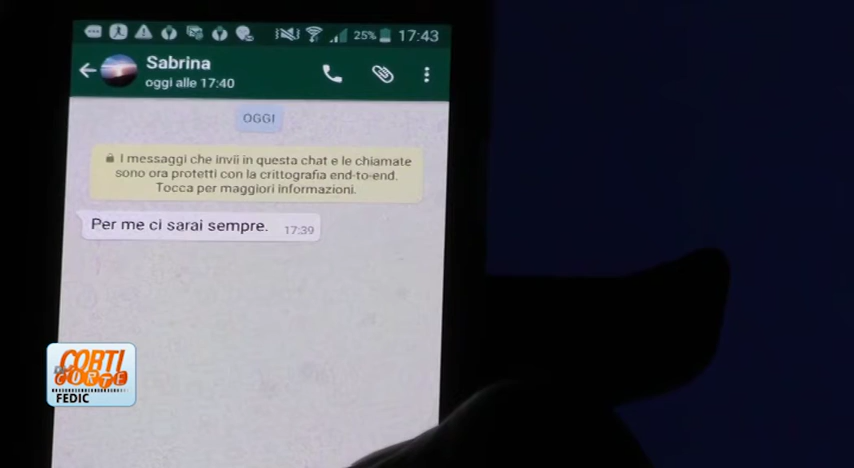 25% 17:43
Sabrina
oggi alle 17:40
OGGI
I messaggi che invii in questa chat e le chiamate
sono ora protetti con la crittografia end-to-end.
Tocca per maggiori informazioni.
Per me ci sarai sempre. 17:39
CORTI
CORTE
FEDIC